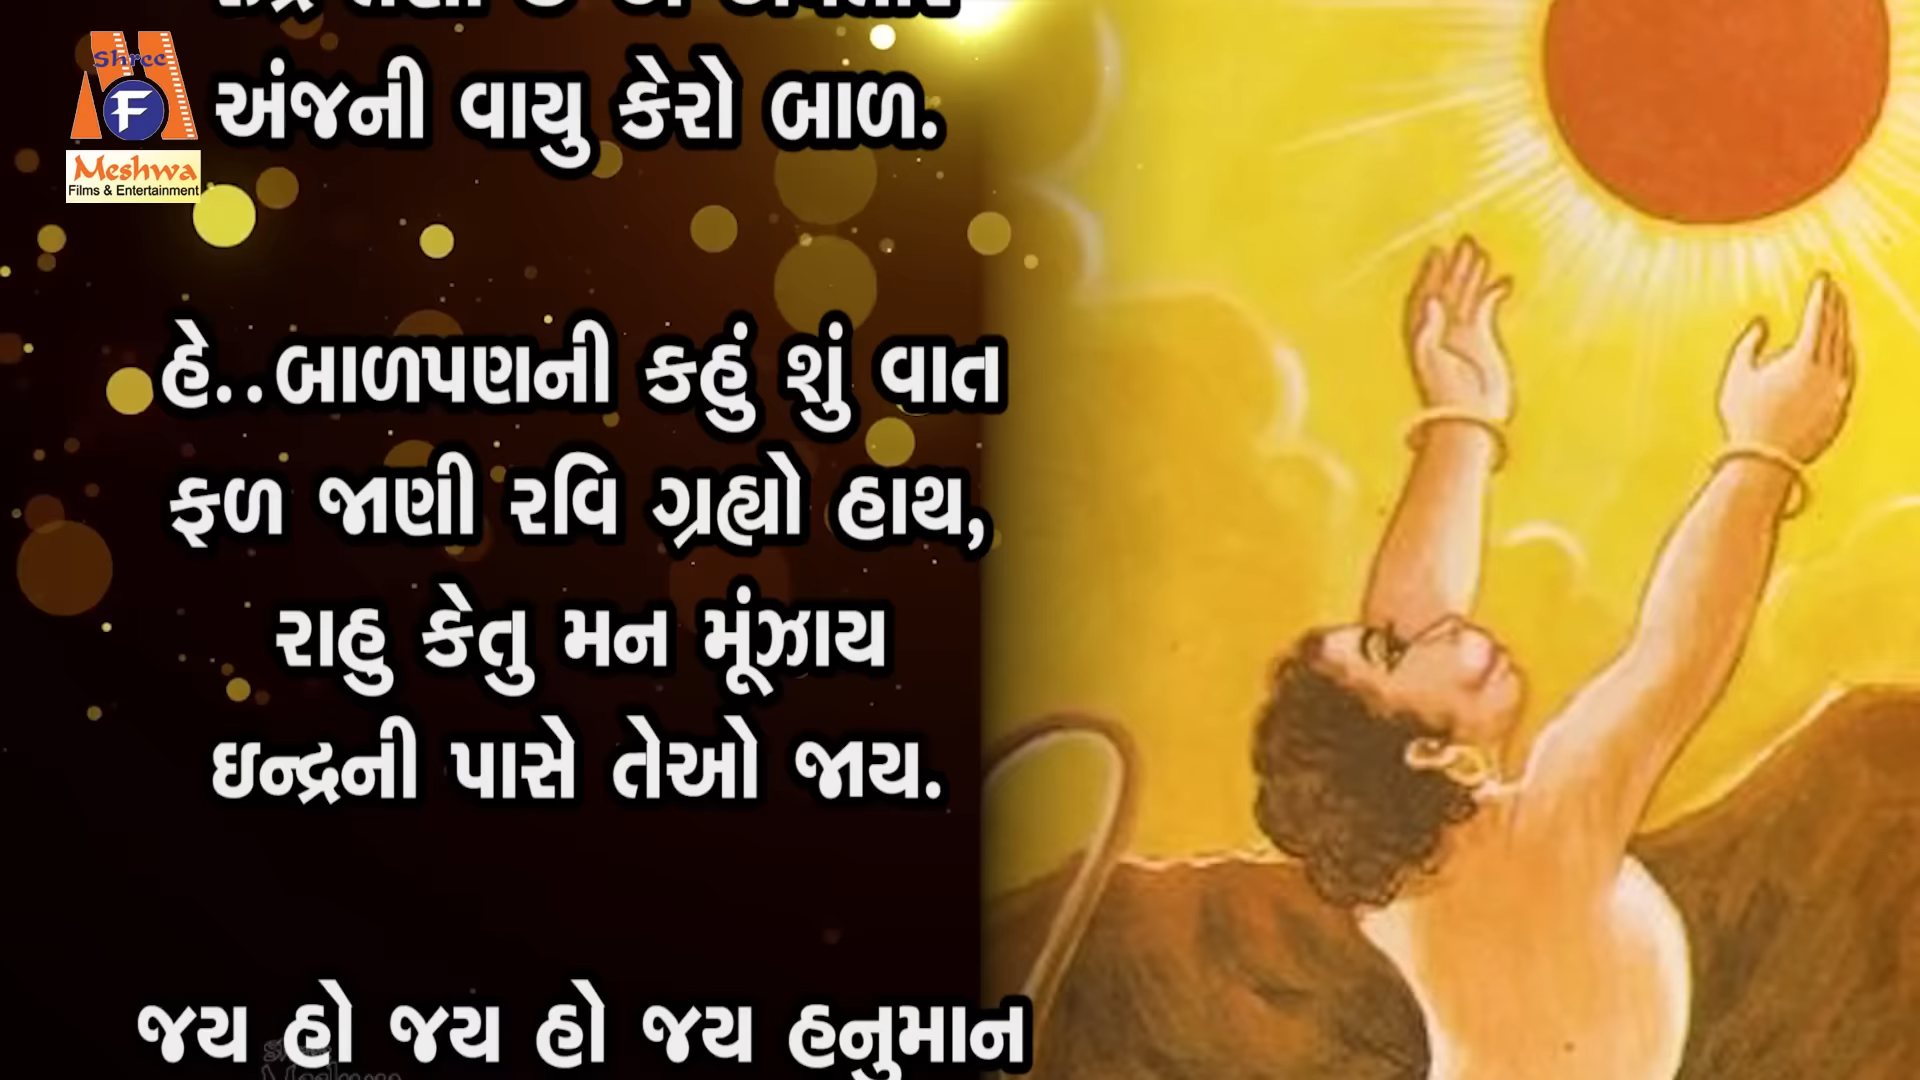 Shree
F
Meshwa
Films & Entertainment
અંજની વાયુ કેરો બાળ.
હે..બાળપણની કહું શું વાત
ફળ જાણી રવિ ગ્રહ્યો હાથ,
રાહુ કેતુ મન મૂંઝાય
ઇન્દ્રની પાસે તેઓ જાય.
જય હો જય હો જય હનુમાન